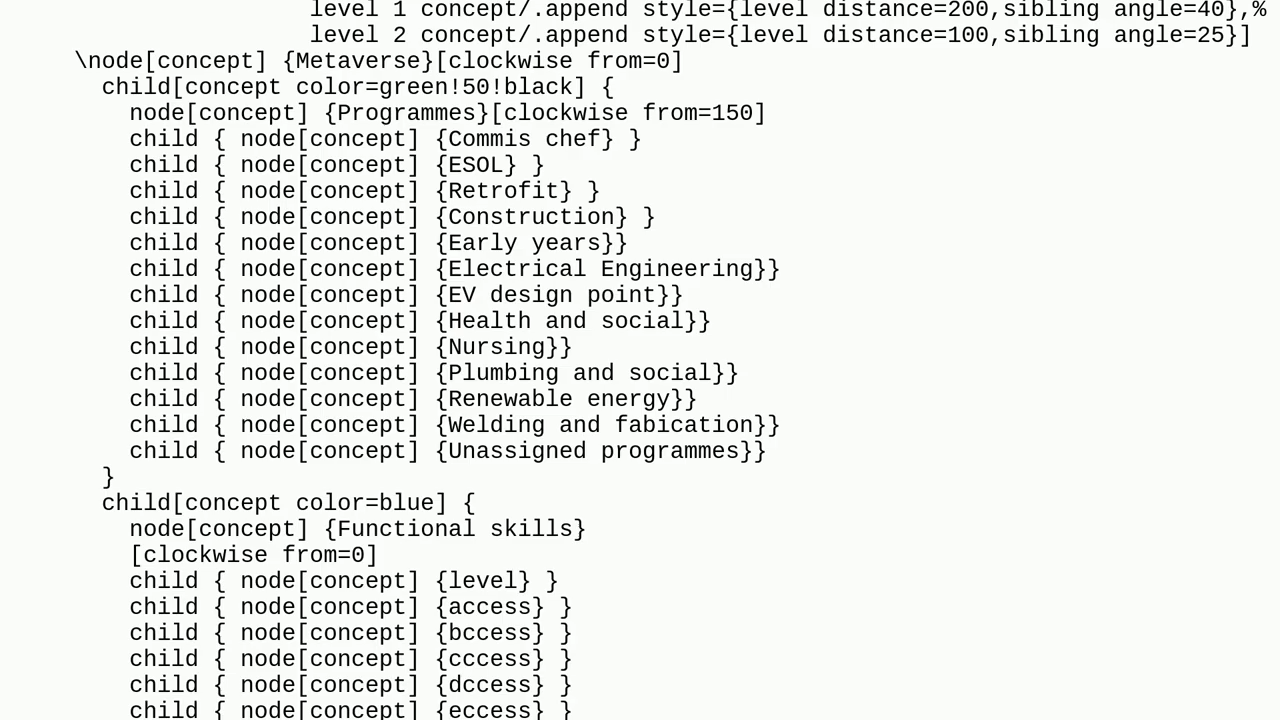 level 1 concept/.append style={level distance=200,sibling angle=40},%
level 2 concept/.append style={level distance=100,sibling angle=25}]
\node[concept] {Metaverse}[clockwise from=0]
child[concept color=green!50!black] {
node[concept] {Programmes}[clockwise from=150]
child { node[concept] {Commis chef} }
child { node[concept] {ESOL} }
child { node[concept] {Retrofit} }
child { node[concept] {Construction} }
child { node[concept] {Early years}}
child { node[concept] {Electrical Engineering}}
child { node[concept] {EV design point}}
child { node[concept] {Health and social}}
child { node[concept] {Nursing}}
child { node[concept] {Plumbing and social}}
child { node[concept] {Renewable energy}}
child { node[concept] {Welding and fabication}}
child { node[concept] {Unassigned programmes}}
}
child[concept color=blue] {
node[concept] {Functional skills}
[clockwise from=0]
child { node[concept] {level} }
child { node[concept] {access} }
child { node[concept] {bccess} }
child { node[concept] {cccess} }
child { node[concept] {dccess} }
child { node[concept] {eccess} }